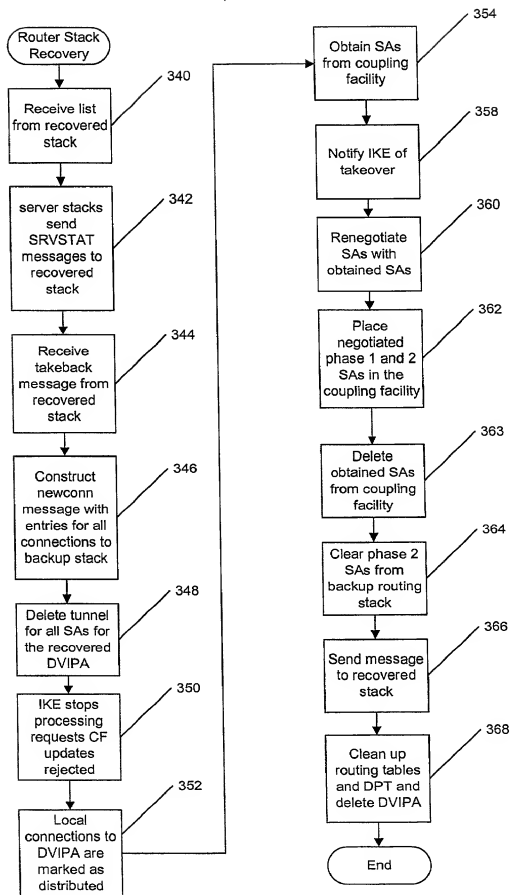 Router Stack
Recovery
340
Receive list
from recovered
stack
342
server stacks
send
SRVSTAT
messages to
recovered
stack
344
Receive
takeback
message from
recovered
stack
346
Construct
newconn
message with
entries for all
connections to
backup stack
348
Delete tunnel
for all SAs for
the recovered
DVIPA
350
IKE stops
processing
requests CF
updates
rejected
352
Local
connections to
DVIPA are
marked as
distributed
354
Obtain SAs
from coupling
facility
358
Notify IKE of
takeover
360
Renegotiate
SAs with
obtained SAs
362
Place
negotiated
phase 1 and 2
SAs in the
coupling facility
363
Delete
obtained SAs
from coupling
facility
364
Clear phase 2
SAs from
backup routing
stack
366
Send message
to recovered
stack
368
Clean up
routing tables
and DPT and
delete DVIPA
End